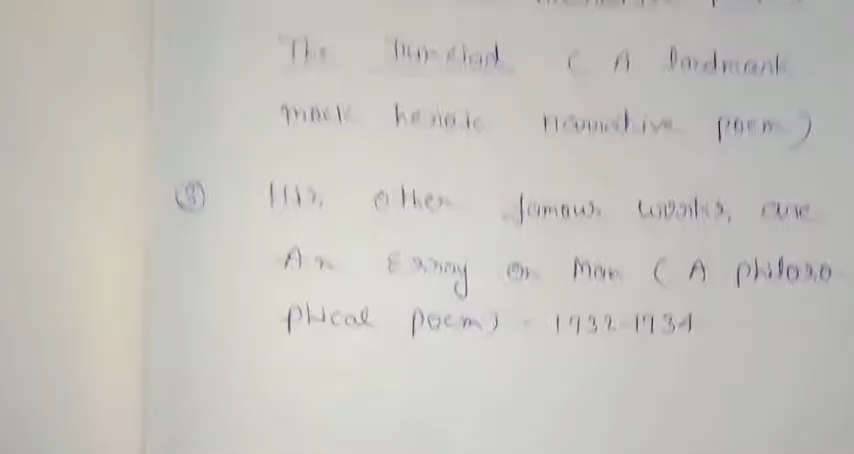 The Dunciad ( A landmark
mock heroic narrative poem )
(3) His, other famous works, are
An Essay on Man ( A philoso
phical poem ) - 1732-1734